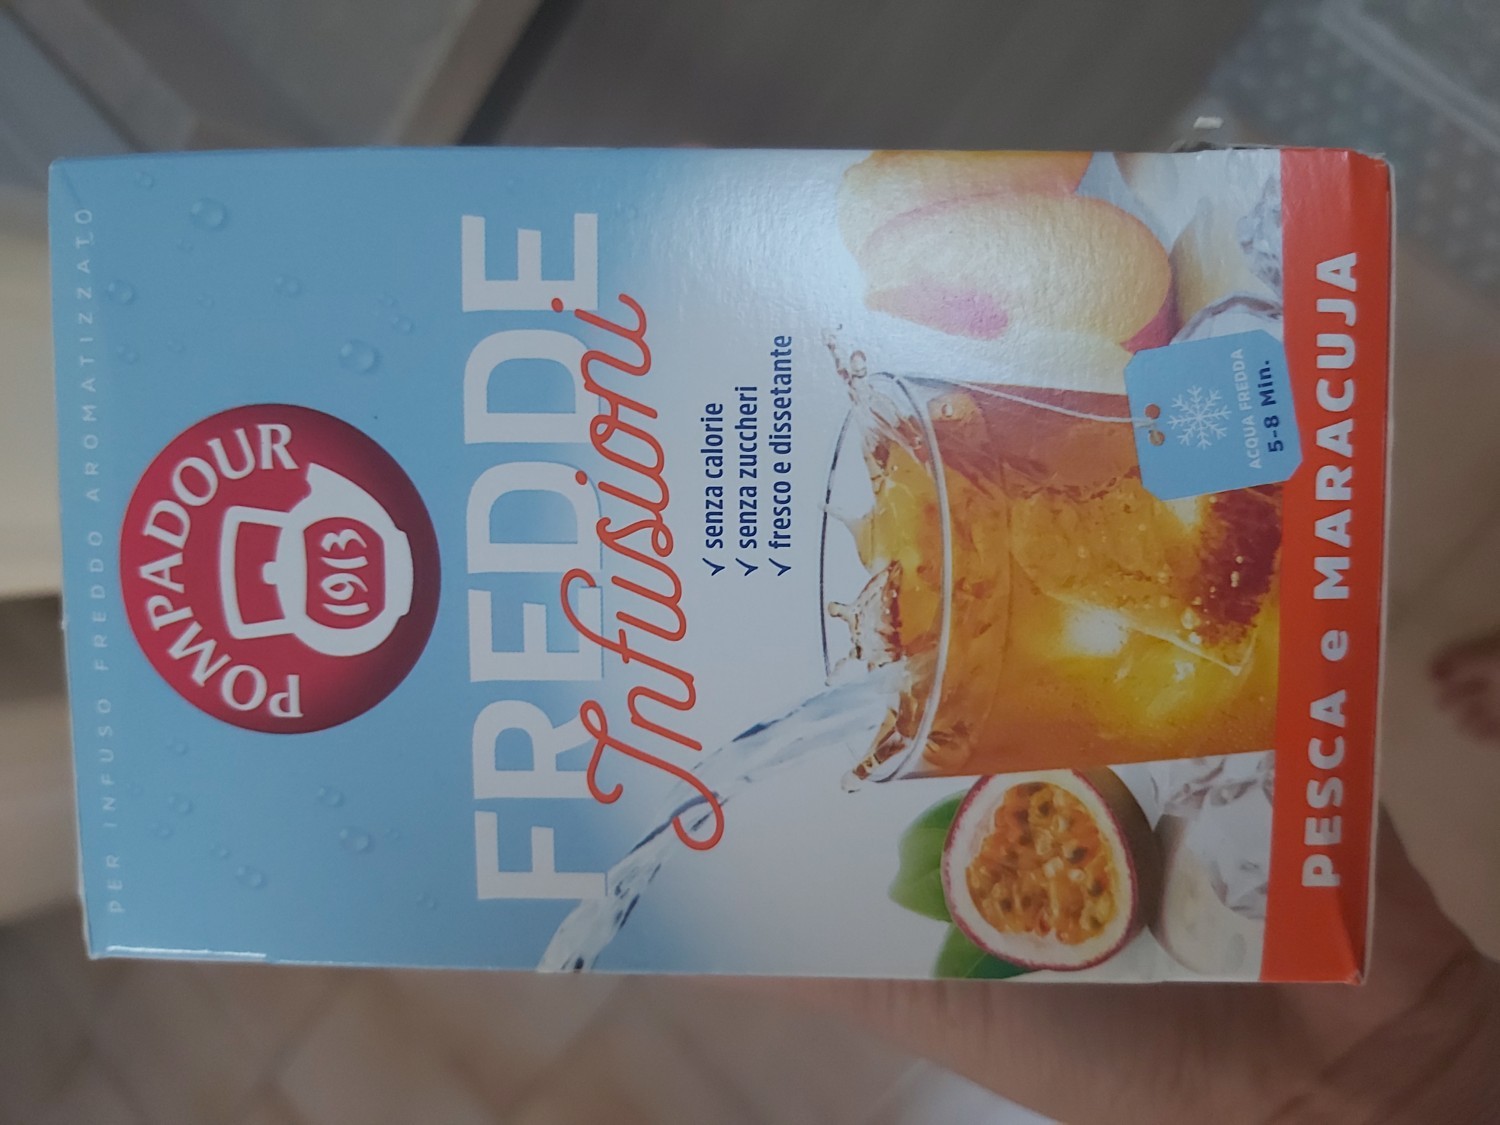 PER INFUSO FREDDO AROMATIZZATO
POMPADOUR
1913
FREDDE
Infusioni
✓ senza calorie
✓ senza zuccheri
✓ fresco e dissetante
ACQUA FREDDA
5-8 Min.
PESCA e MARACUJA